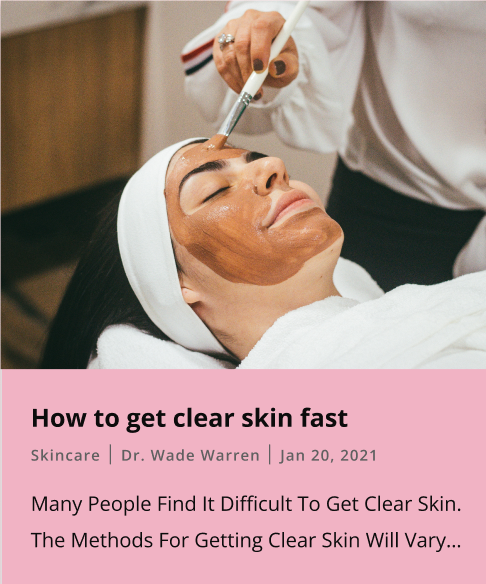 How to get clear skin fast
Skincare | Dr. Wade Warren | Jan 20, 2021
Many People Find It Difficult To Get Clear Skin.
The Methods For Getting Clear Skin Will Vary...